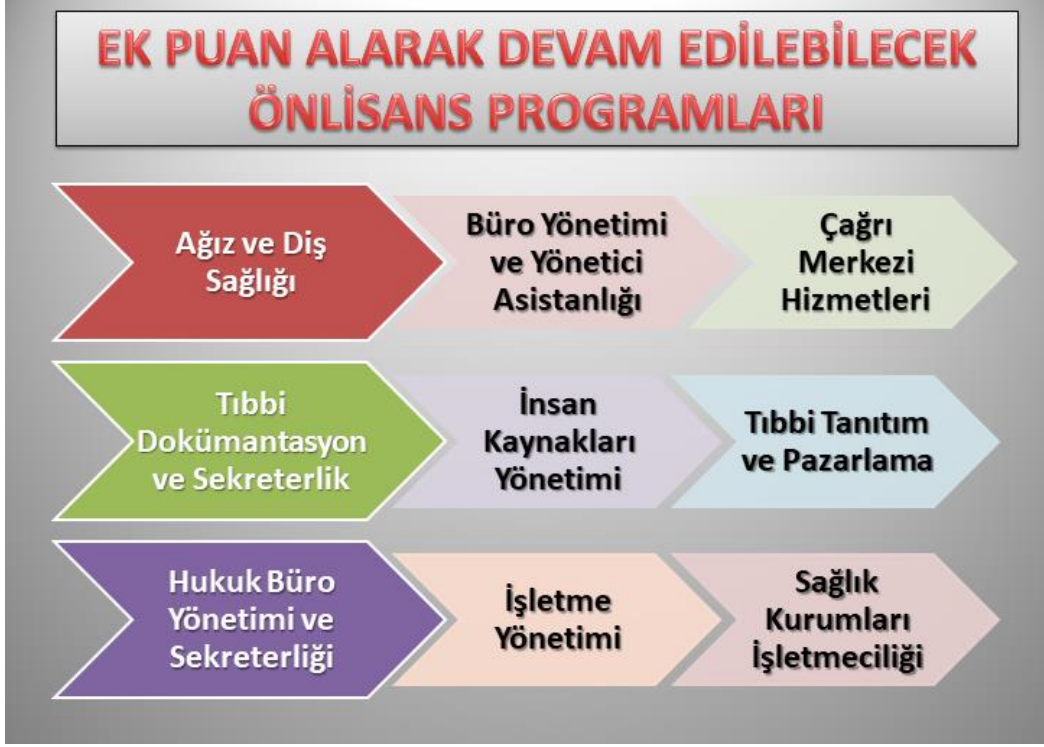 EK PUAN ALARAK DEVAM EDİLEBİLECEK
ÖNLİSANS PROGRAMLARI
Ağız ve Diş
Sağlığı
Büro Yönetimi
ve Yönetici
Asistanlığı
Çağrı
Merkezi
Hizmetleri
Tıbbi
Dokümantasyon
ve Sekreterlik
İnsan
Kaynakları
Yönetimi
Tıbbi Tanıtım
ve Pazarlama
Hukuk Büro
Yönetimi ve
Sekreterliği
İşletme
Yönetimi
Sağlık
Kurumları
İşletmeciliği